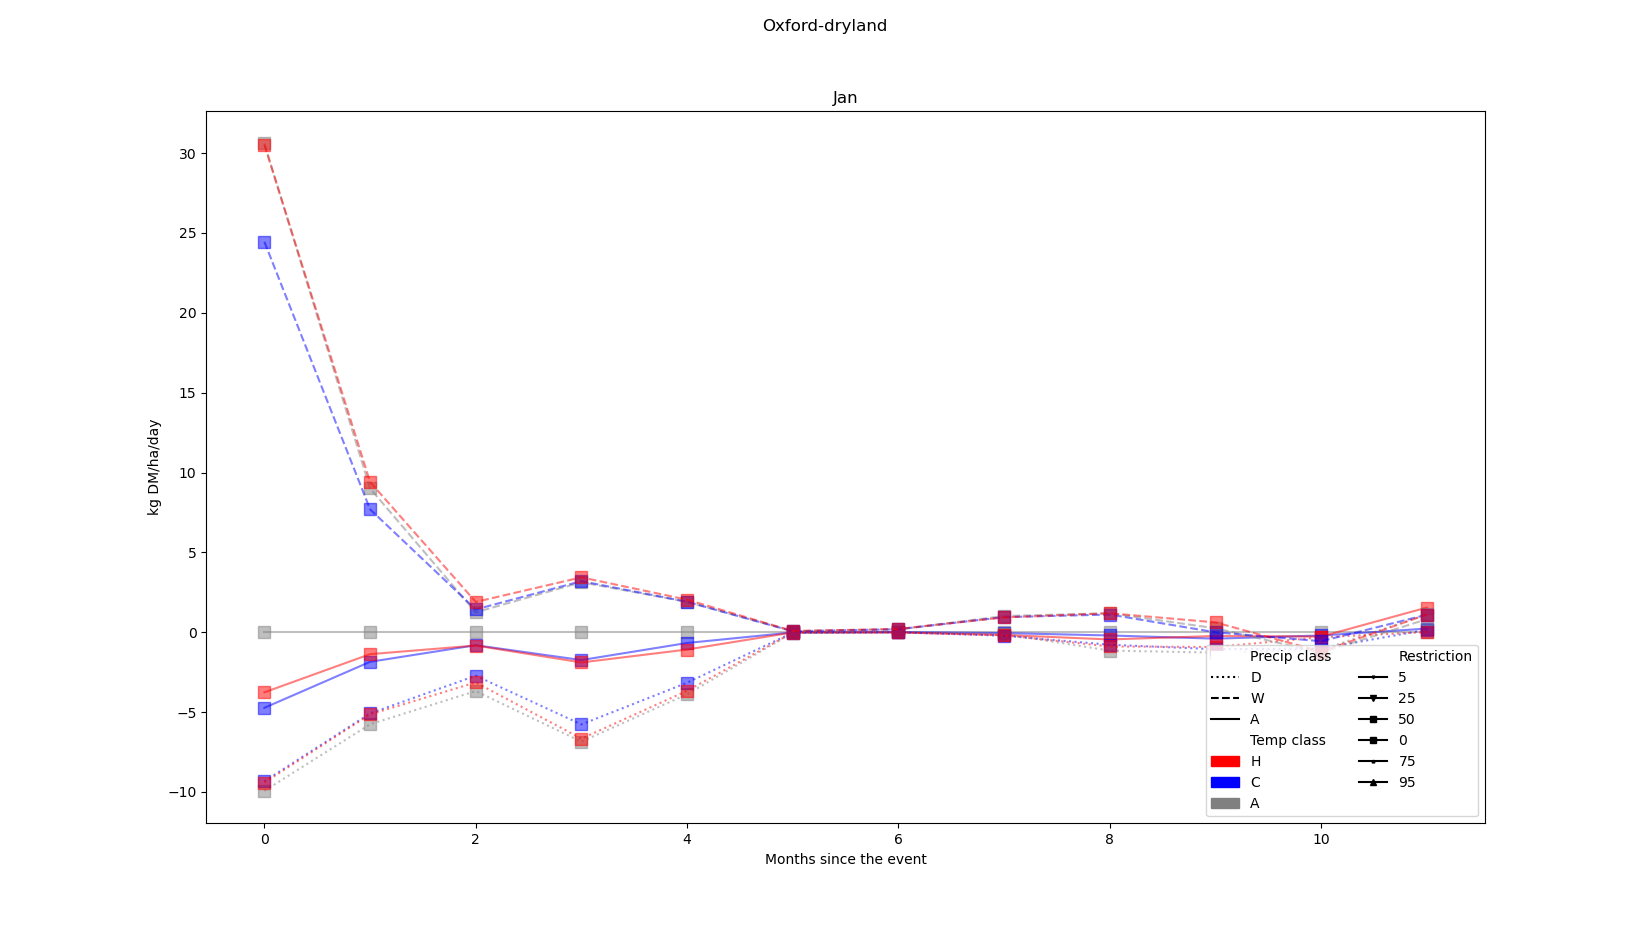 Oxford-dryland
Jan
30
25
20
15
10
5
0
−5
−10
kg DM/ha/day
0 2 4 6 8 10
Months since the event
Precip class
D
W
A
Temp class
H
C
A
Restriction
5
25
50
0
75
95